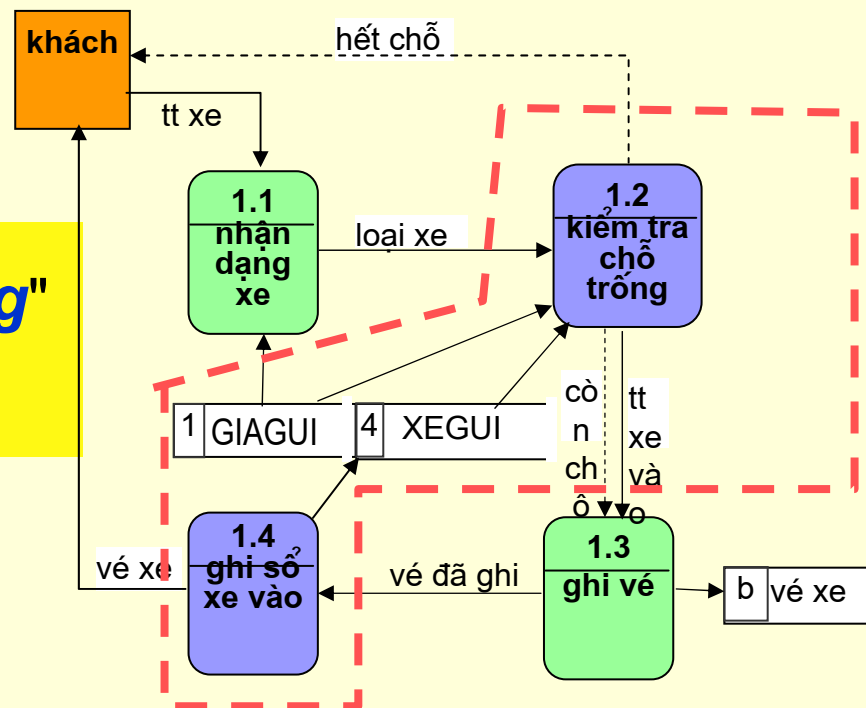 khách
hết chỗ
tt xe
1.1
nhận
dạng
xe
loại xe
1.2
kiểm tra
chỗ
trống
g"
1 GIAGUI
4 XEGUI
cò
n
ch
ỗ
tt
xe
và
o
1.4
ghi sổ
xe vào
vé xe
vé đã ghi
1.3
ghi vé
b vé xe